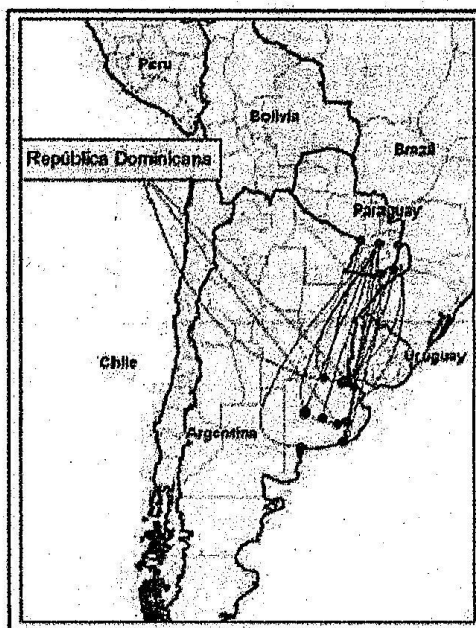 Peru
Bolivia
Brazil
República Dominicana
Paraguay
Uruguay
Chile
Argentina